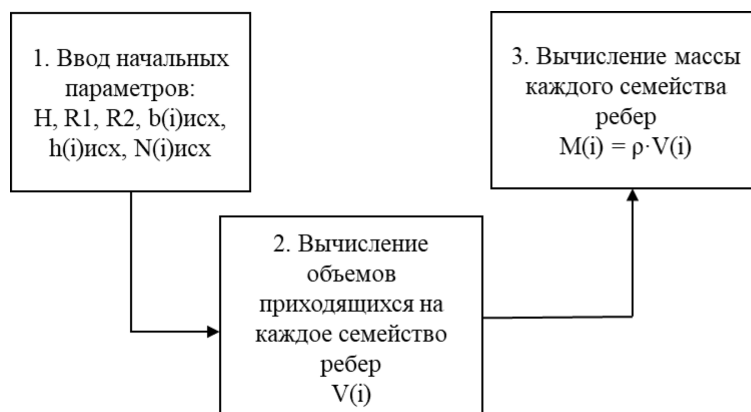 1. Ввод начальных
параметров:
H, R1, R2, b(i)исх,
h(i)исх, N(i)исх
2. Вычисление
объемов
приходящихся на
каждое семейство
ребер
V(i)
3. Вычисление массы
каждого семейства
ребер
M(i) = ρ·V(i)